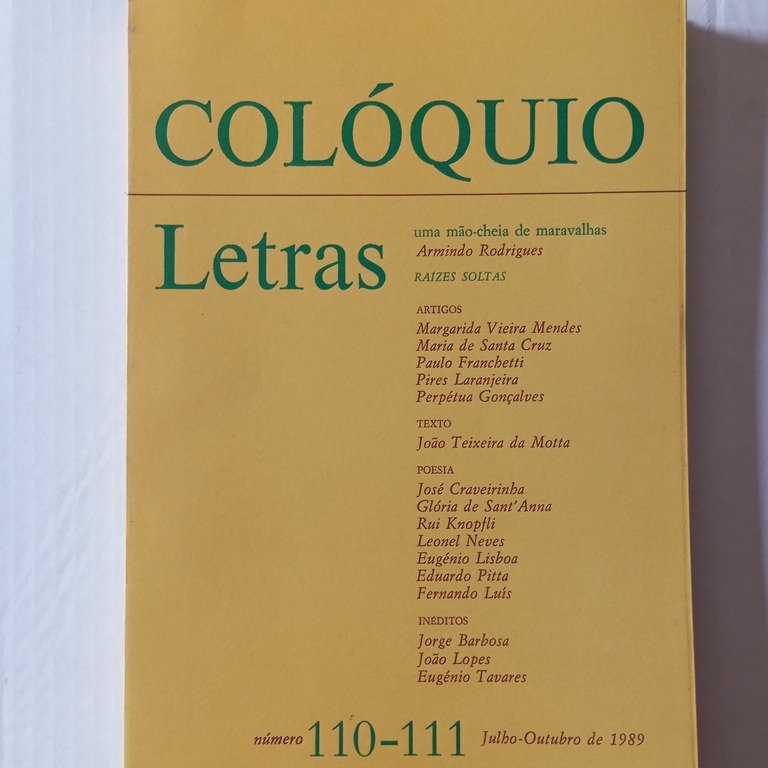 COLÓQUIO
Letras
uma mão-cheia de maravalhas
Armindo Rodrigues
RAÍZES SOLTAS
ARTIGOS
Margarida Vieira Mendes
Maria de Santa Cruz
Paulo Franchetti
Pires Laranjeira
Perpétua Gonçalves
TEXTO
João Teixeira da Motta
POESIA
José Craveirinha
Glória de Sant'Anna
Rui Knopfli
Leonel Neves
Eugénio Lisboa
Eduardo Pitta
Fernando Luís
INÉDITOS
Jorge Barbosa
João Lopes
Eugénio Tavares
número 110-111 Julho-Outubro de 1989